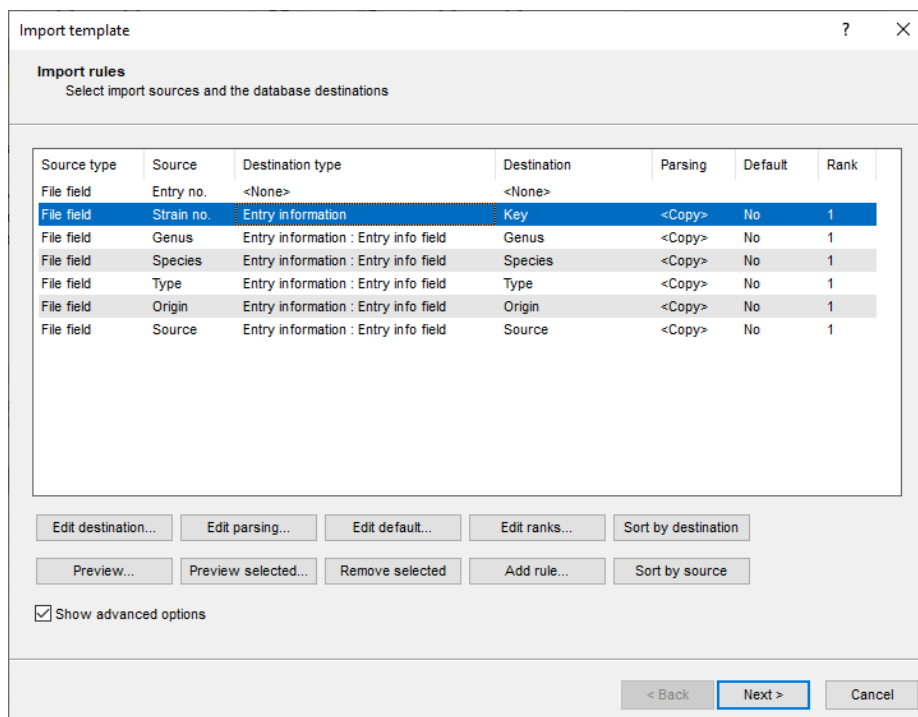 Import template ?
Import rules
Select import sources and the database destinations
Source type Source Destination type Destination Parsing Default Rank
File field Entry no. <None> <None>
File field Strain no. Entry information Key <Copy> No 1
File field Genus Entry information : Entry info field Genus <Copy> No 1
File field Species Entry information : Entry info field Species <Copy> No 1
File field Type Entry information : Entry info field Type <Copy> No 1
File field Origin Entry information : Entry info field Origin <Copy> No 1
File field Source Entry information : Entry info field Source <Copy> No 1
Edit destination... Edit parsing... Edit default... Edit ranks... Sort by destination
Preview... Preview selected... Remove selected Add rule... Sort by source
Show advanced options
< Back Next > Cancel